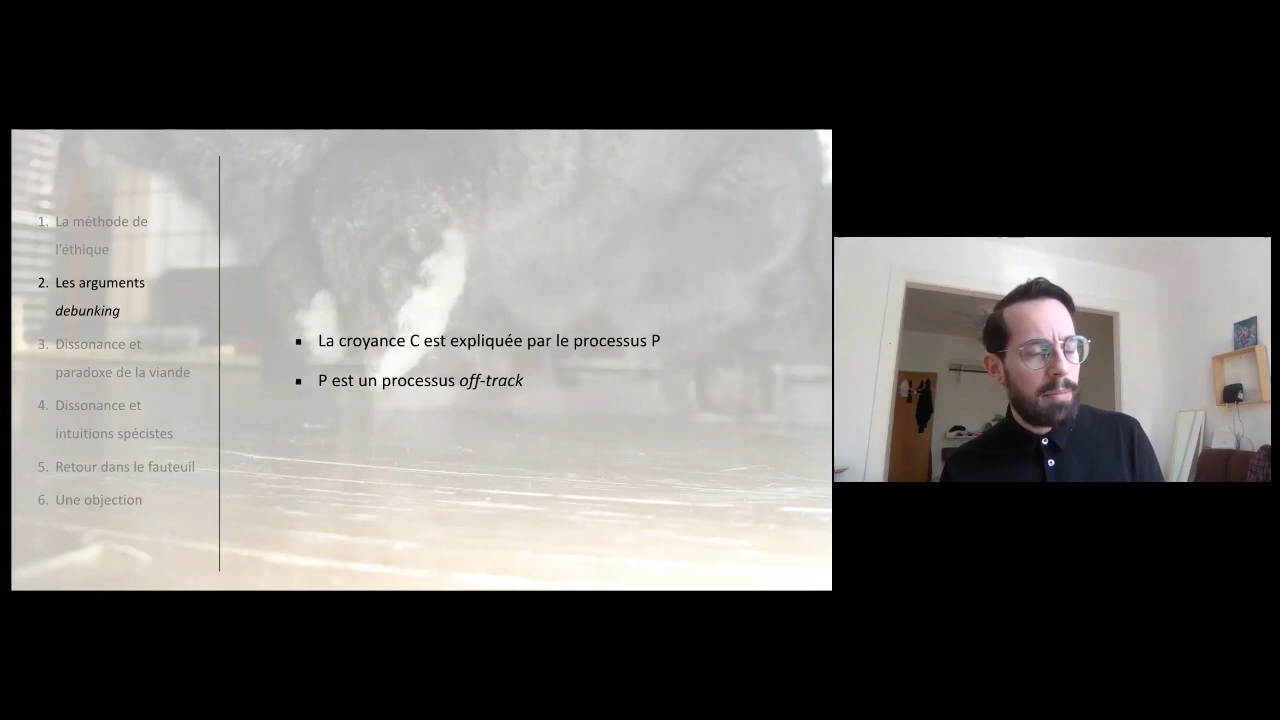 1. La méthode de
l'éthique
2. Les arguments
debunking
3. Dissonance et
paradoxe de la viande
4. Dissonance et
intuitions spécistes
5. Retour dans le fauteuil
6. Une objection
▪ La croyance C est expliquée par le processus P
▪ P est un processus off-track